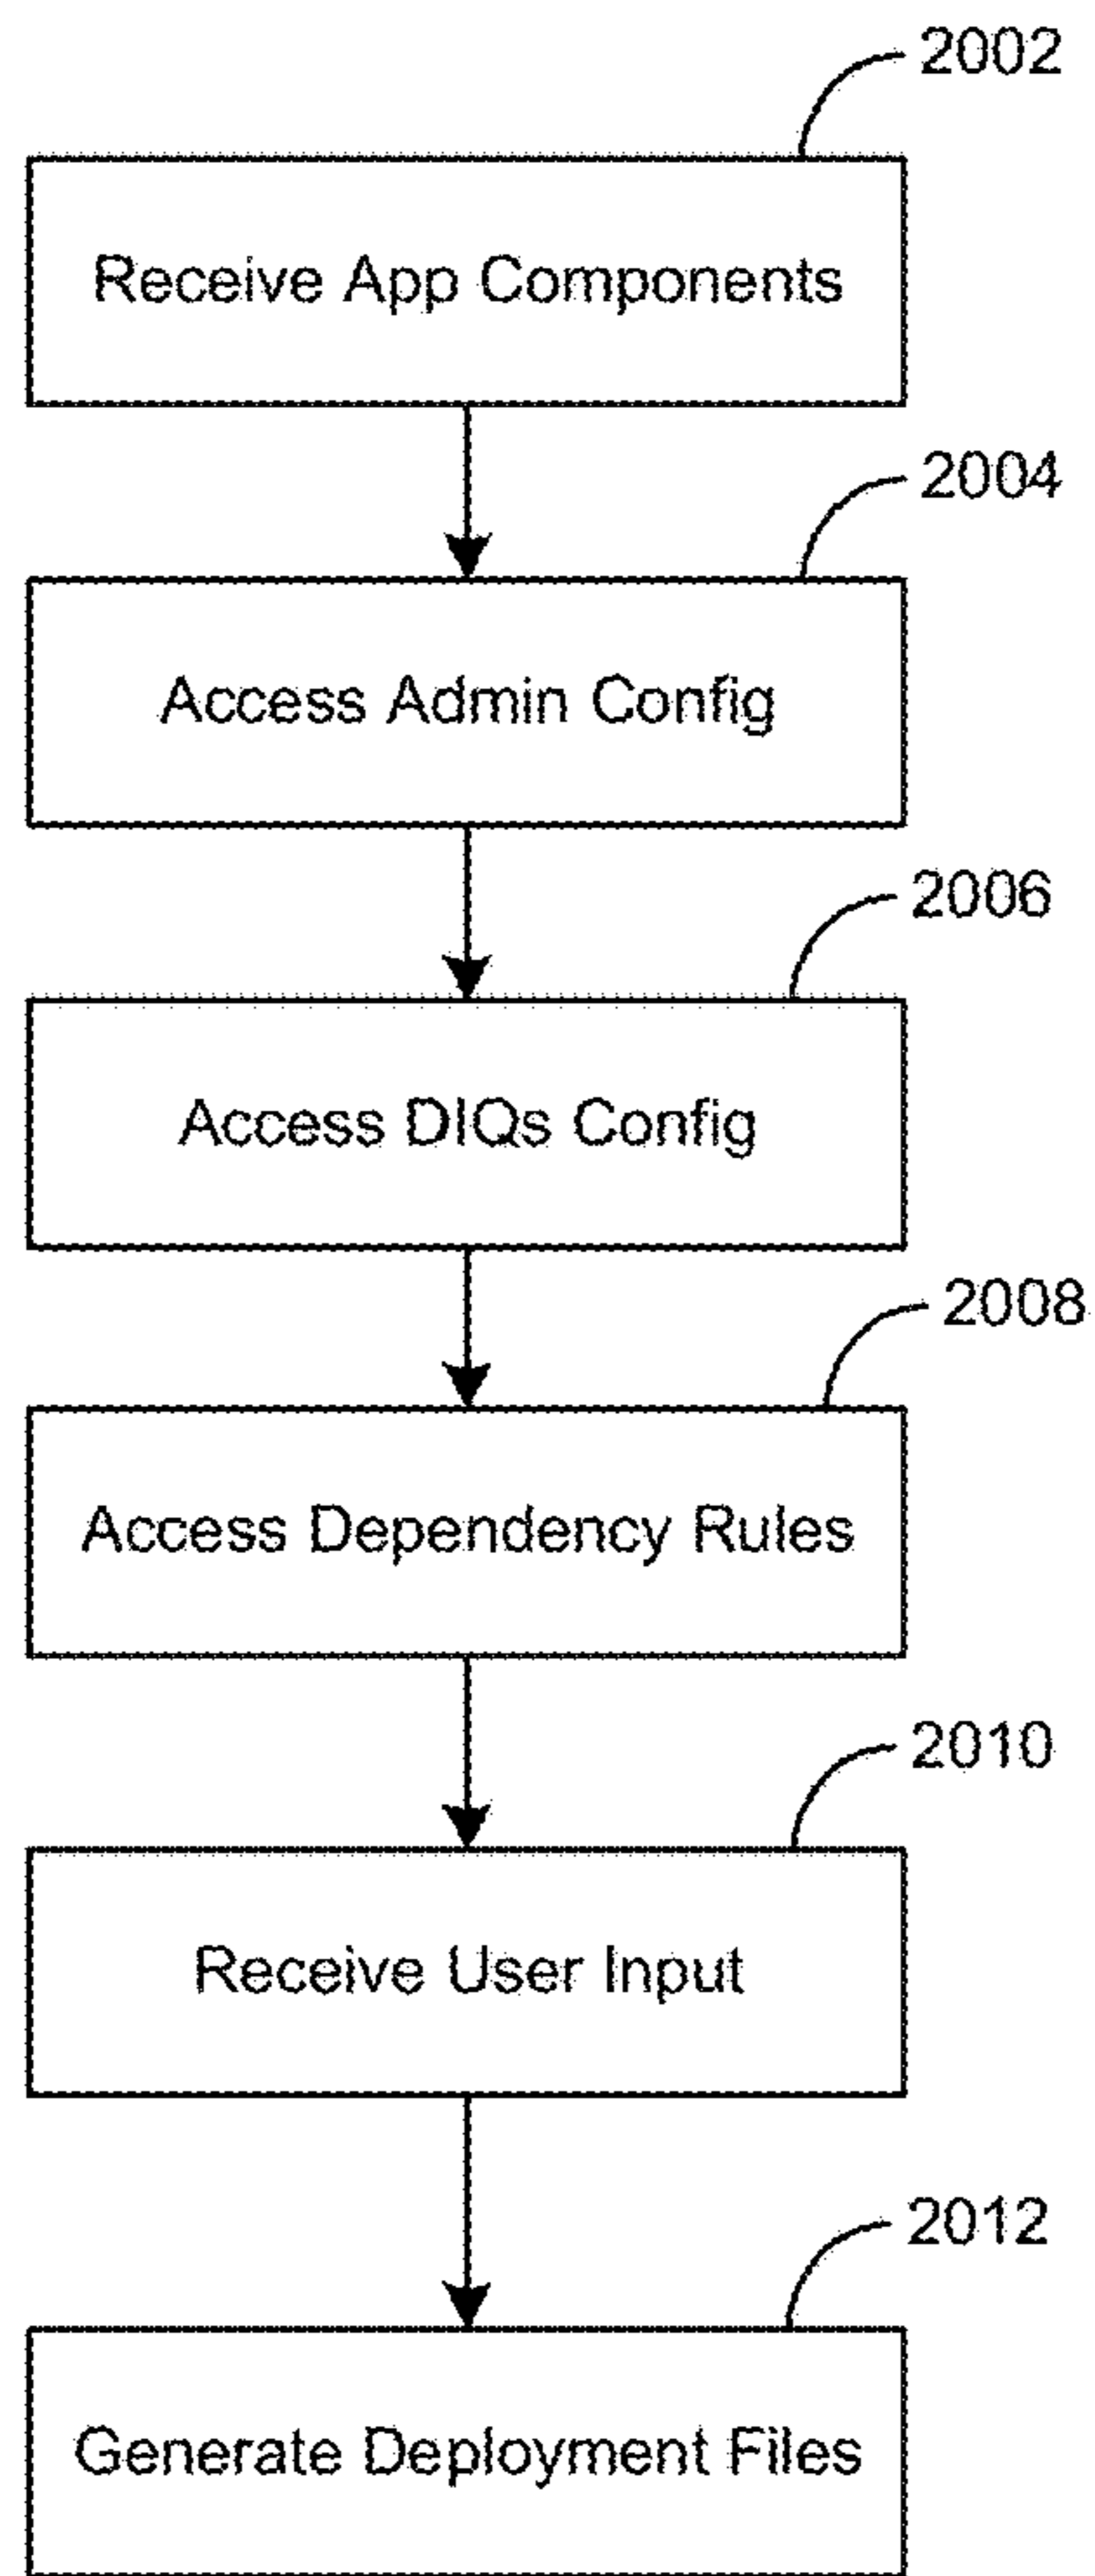 2002
Receive App Components
2004
Access Admin Config
2006
Access DIQs Config
2008
Access Dependency Rules
2010
Receive User Input
2012
Generate Deployment Files